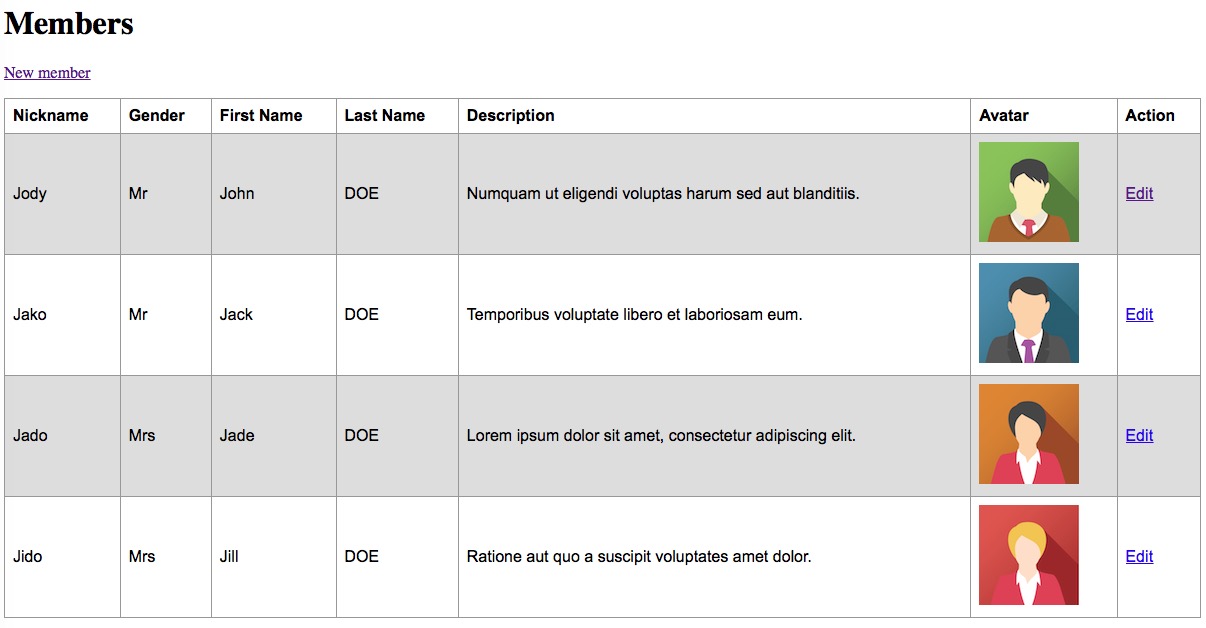 Members
New member
Nickname Gender First Name Last Name Description Avatar Action
Jody Mr John DOE Numquam ut eligendi voluptas harum sed aut blanditiis. Edit
Jako Mr Jack DOE Temporibus voluptate libero et laboriosam eum. Edit
Jado Mrs Jade DOE Lorem ipsum dolor sit amet, consectetur adipiscing elit. Edit
Jido Mrs Jill DOE Ratione aut quo a suscipit voluptates amet dolor. Edit